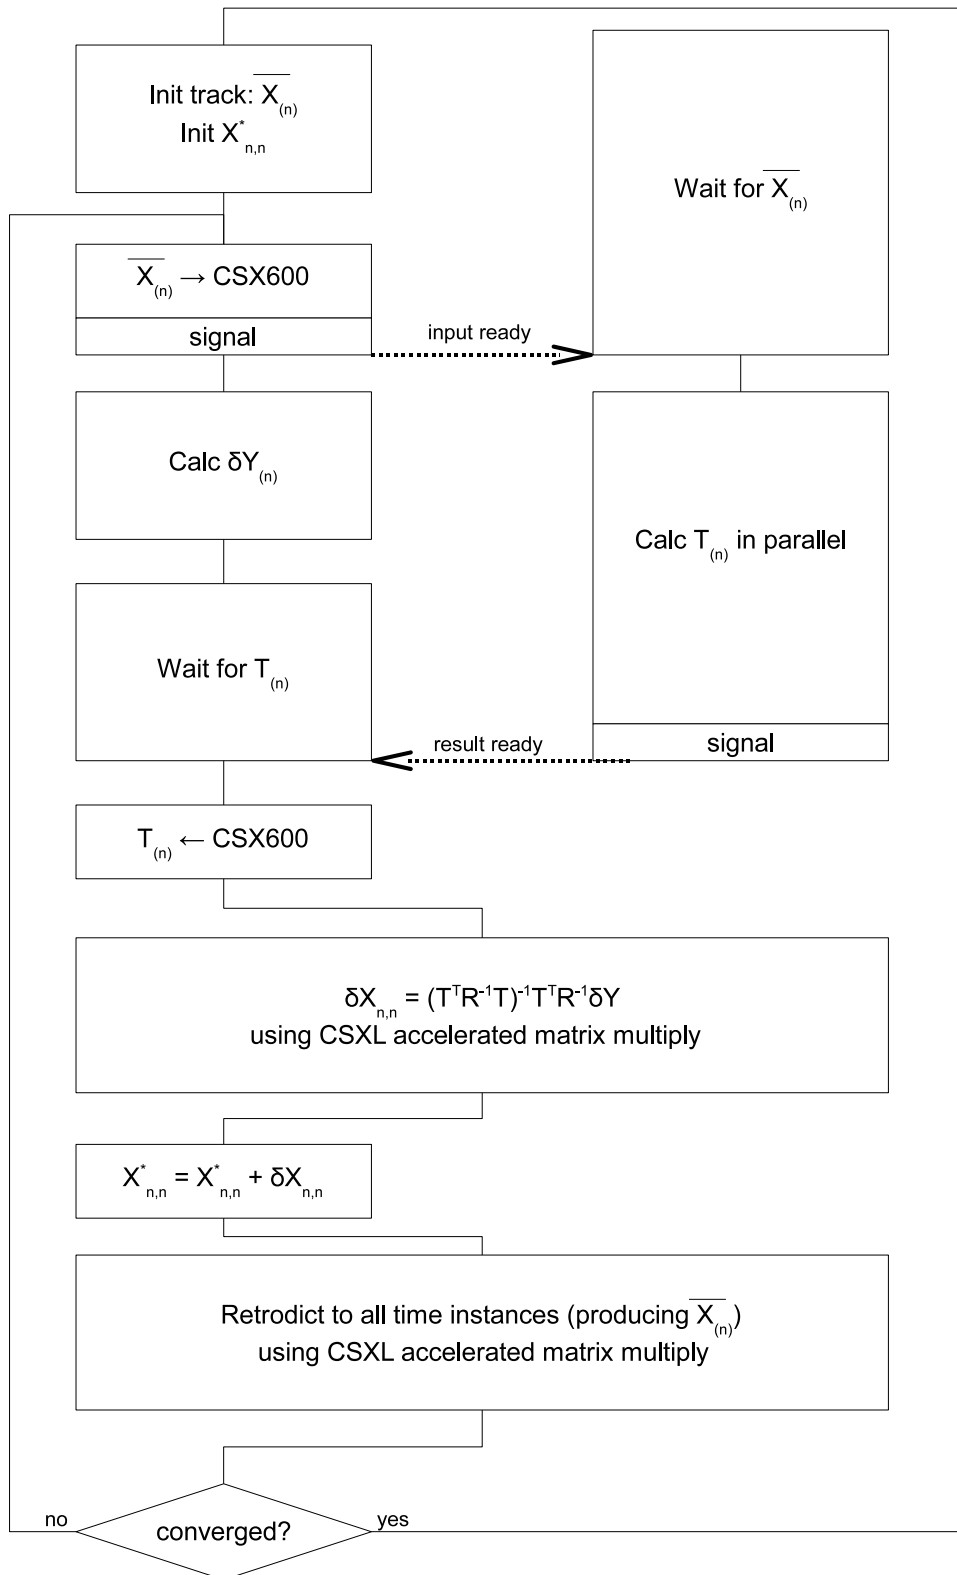 Init track: X̅₍ₙ₎
Init X*ₙ,ₙ
Wait for X̅₍ₙ₎
X̅₍ₙ₎ → CSX600
signal
input ready
Calc δY₍ₙ₎
Calc T₍ₙ₎ in parallel
Wait for T₍ₙ₎
signal
result ready
T₍ₙ₎ ← CSX600
δXₙ,ₙ = (TᵀR⁻¹T)⁻¹TᵀR⁻¹δY
using CSXL accelerated matrix multiply
X*ₙ,ₙ = X*ₙ,ₙ + δXₙ,ₙ
Retrodict to all time instances (producing X̅₍ₙ₎)
using CSXL accelerated matrix multiply
no
converged?
yes